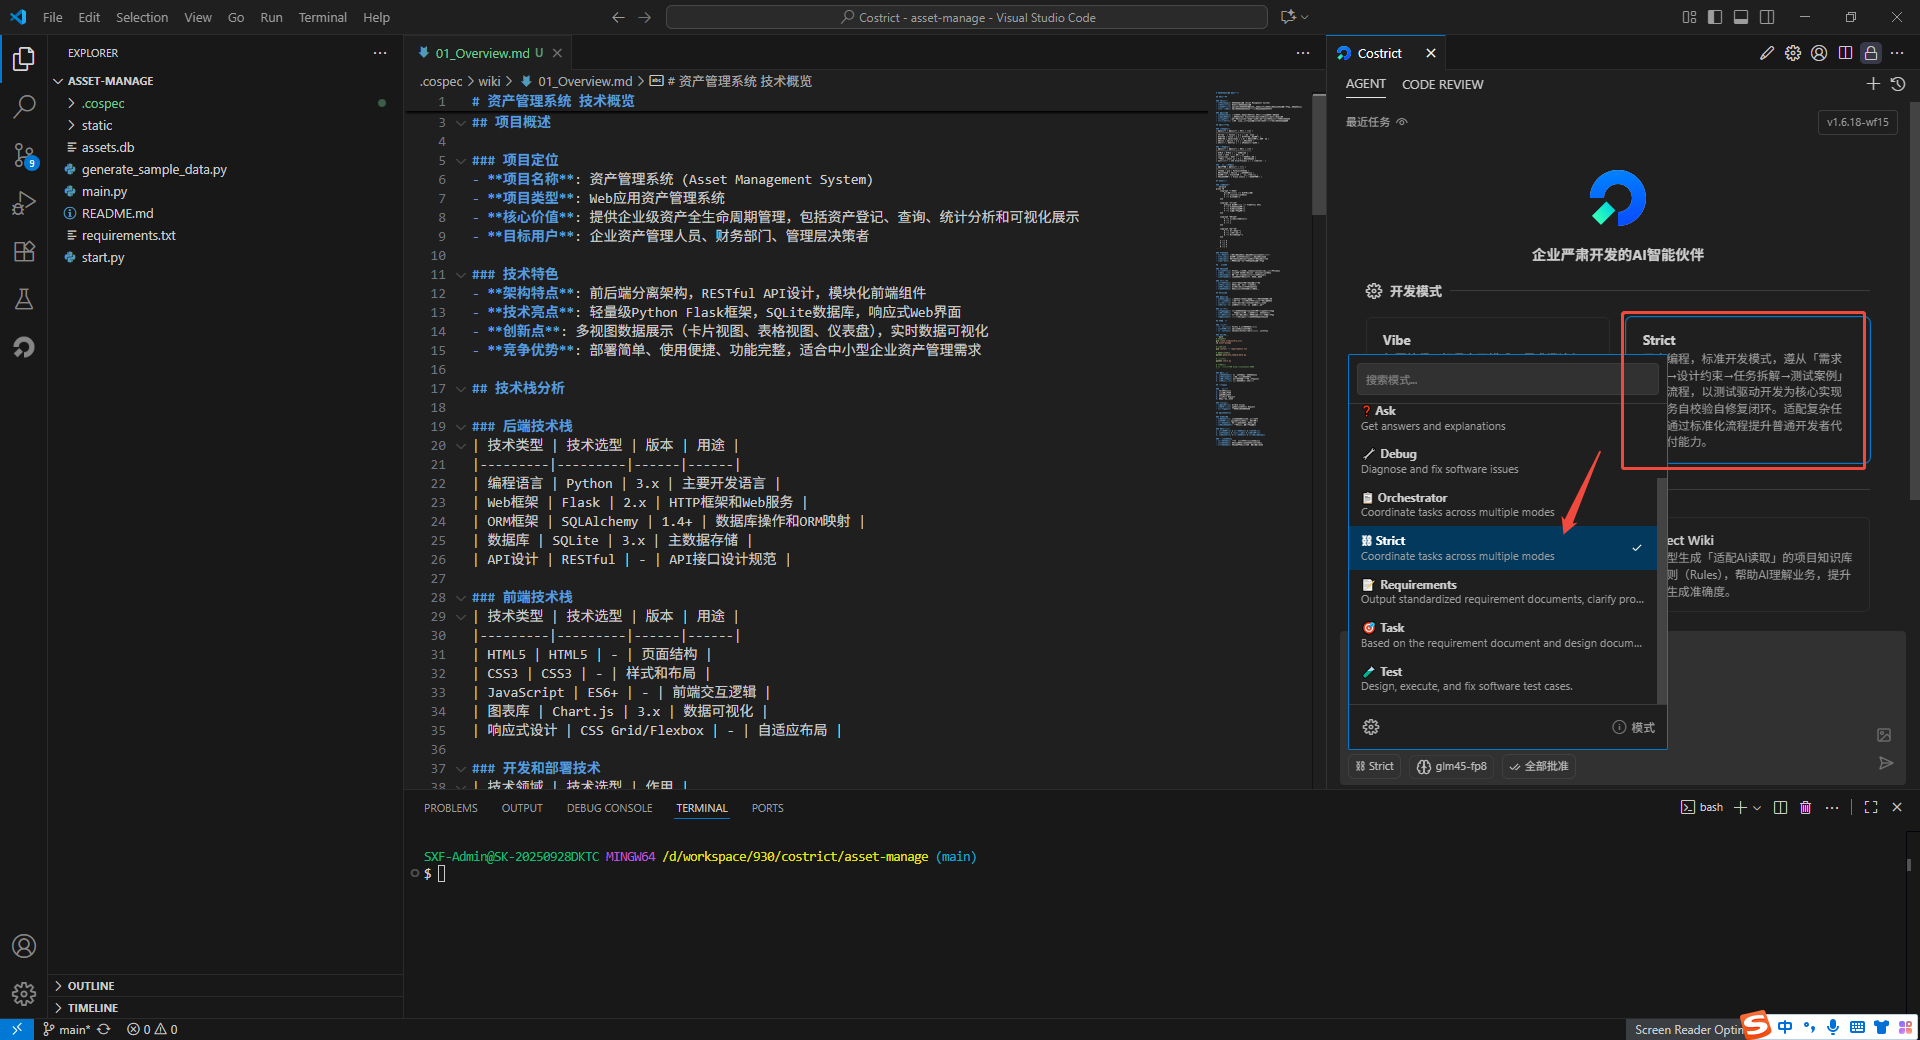 File Edit Selection View Go Run Terminal Help
Costrict - asset-manage - Visual Studio Code
EXPLORER
ASSET-MANAGE
.cospec
static
assets.db
generate_sample_data.py
main.py
README.md
requirements.txt
start.py
OUTLINE
TIMELINE
9
01_Overview.md U
.cospec > wiki > 01_Overview.md > # 资产管理系统 技术概览
1 # 资产管理系统 技术概览
3 ## 项目概述
4
5 ### 项目定位
6 - **项目名称**: 资产管理系统 (Asset Management System)
7 - **项目类型**: Web应用资产管理系统
8 - **核心价值**: 提供企业级资产全生命周期管理，包括资产登记、查询、统计分析和可视化展示
9 - **目标用户**: 企业资产管理人员、财务部门、管理层决策者
10
11 ### 技术特色
12 - **架构特点**: 前后端分离架构，RESTful API设计，模块化前端组件
13 - **技术亮点**: 轻量级Python Flask框架，SQLite数据库，响应式Web界面
14 - **创新点**: 多视图数据展示（卡片视图、表格视图、仪表盘），实时数据可视化
15 - **竞争优势**: 部署简单、使用便捷、功能完整，适合中小型企业资产管理需求
16
17 ## 技术栈分析
18
19 ### 后端技术栈
20 | 技术类型 | 技术选型 | 版本 | 用途 |
21 |---------|---------|------|------|
22 | 编程语言 | Python | 3.x | 主要开发语言 |
23 | Web框架 | Flask | 2.x | HTTP框架和Web服务 |
24 | ORM框架 | SQLAlchemy | 1.4+ | 数据库操作和ORM映射 |
25 | 数据库 | SQLite | 3.x | 主数据存储 |
26 | API设计 | RESTful | - | API接口设计规范 |
27
28 ### 前端技术栈
29 | 技术类型 | 技术选型 | 版本 | 用途 |
30 |---------|---------|------|------|
31 | HTML5 | HTML5 | - | 页面结构 |
32 | CSS3 | CSS3 | - | 样式和布局 |
33 | JavaScript | ES6+ | - | 前端交互逻辑 |
34 | 图表库 | Chart.js | 3.x | 数据可视化 |
35 | 响应式设计 | CSS Grid/Flexbox | - | 自适应布局 |
36
37 ### 开发和部署技术
38 | 技术领域 | 技术选型 | 作用 |
Costrict
AGENT CODE REVIEW
最近任务
v1.6.18-wf15
企业严肃开发的AI智能伙伴
开发模式
Vibe
Strict
编程，标准开发模式，遵从「需求
→设计约束→任务拆解→测试案例」
流程，以测试驱动开发为核心实现
务自校验自修复闭环。适配复杂任
通过标准化流程提升普通开发者代
付能力。
搜索模式...
Ask
Get answers and explanations
Debug
Diagnose and fix software issues
Orchestrator
Coordinate tasks across multiple modes
Strict
Coordinate tasks across multiple modes
Requirements
Output standardized requirement documents, clarify pro...
Task
Based on the requirement document and design docum...
Test
Design, execute, and fix software test cases.
模式
ect Wiki
型生成「适配AI读取」的项目知识库
则（Rules），帮助AI理解业务，提升
生成准确度。
Strict
glm45-fp8
全部批准
PROBLEMS OUTPUT DEBUG CONSOLE TERMINAL PORTS
bash
SXF-Admin@SK-20250928DKTC MINGW64 /d/workspace/930/costrict/asset-manage (main)
$
main* 0 0
Screen Reader Optim
中